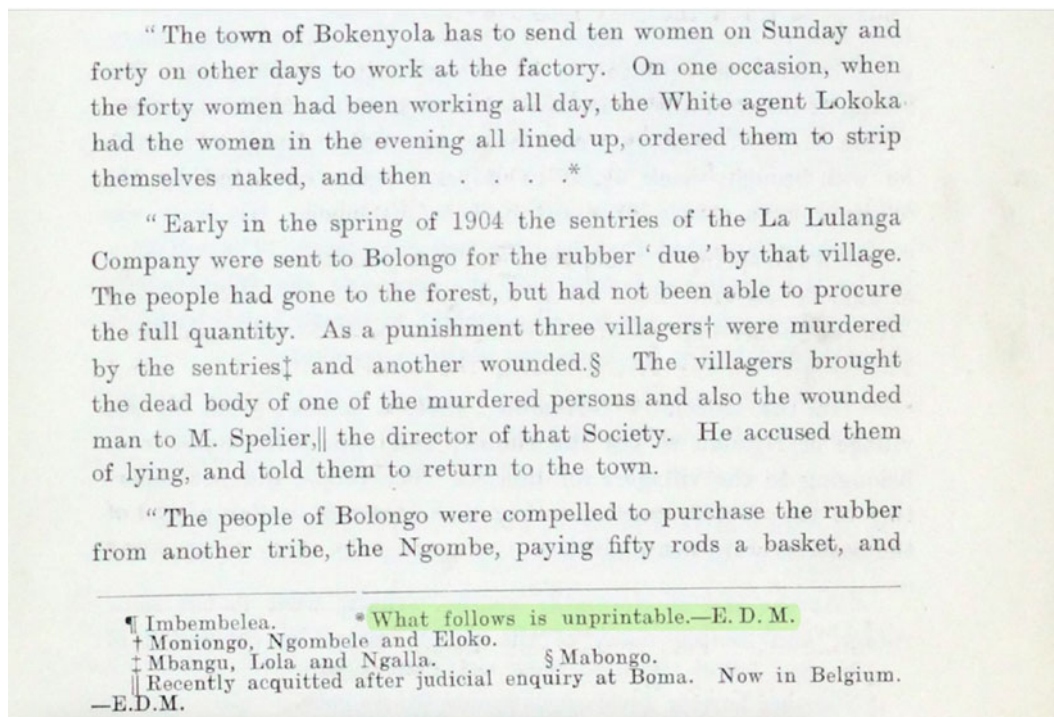 “ The town of Bokenyola has to send ten women on Sunday and
forty on other days to work at the factory. On one occasion, when
the forty women had been working all day, the White agent Lokoka
had the women in the evening all lined up, ordered them to strip
themselves naked, and then . . . .*
“ Early in the spring of 1904 the sentries of the La Lulanga
Company were sent to Bolongo for the rubber ‘ due ’ by that village.
The people had gone to the forest, but had not been able to procure
the full quantity. As a punishment three villagers† were murdered
by the sentries‡ and another wounded.§ The villagers brought
the dead body of one of the murdered persons and also the wounded
man to M. Spelier,‖ the director of that Society. He accused them
of lying, and told them to return to the town.
“ The people of Bolongo were compelled to purchase the rubber
from another tribe, the Ngombe, paying fifty rods a basket, and
¶ Imbembelea. * What follows is unprintable.—E. D. M.
† Moniongo, Ngombele and Eloko.
‡ Mbangu, Lola and Ngalla. § Mabongo.
‖ Recently acquitted after judicial enquiry at Boma. Now in Belgium.
—E.D.M.